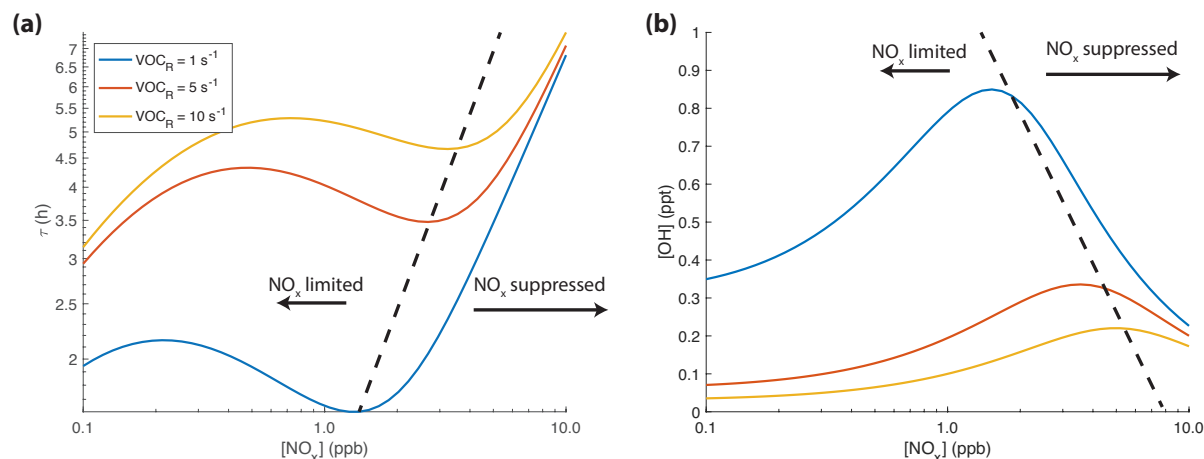 (a)
7
6.5
6
5.5
5
4.5
4
3.5
3
2.5
2
τ (h)
VOC_R = 1 s⁻¹
VOC_R = 5 s⁻¹
VOC_R = 10 s⁻¹
NO_x limited
NO_x suppressed
0.1
1.0
10.0
[NO_x] (ppb)
(b)
1
0.9
0.8
0.7
0.6
0.5
0.4
0.3
0.2
0.1
0
[OH] (ppt)
NO_x limited
NO_x suppressed
0.1
1.0
10.0
[NO_x] (ppb)